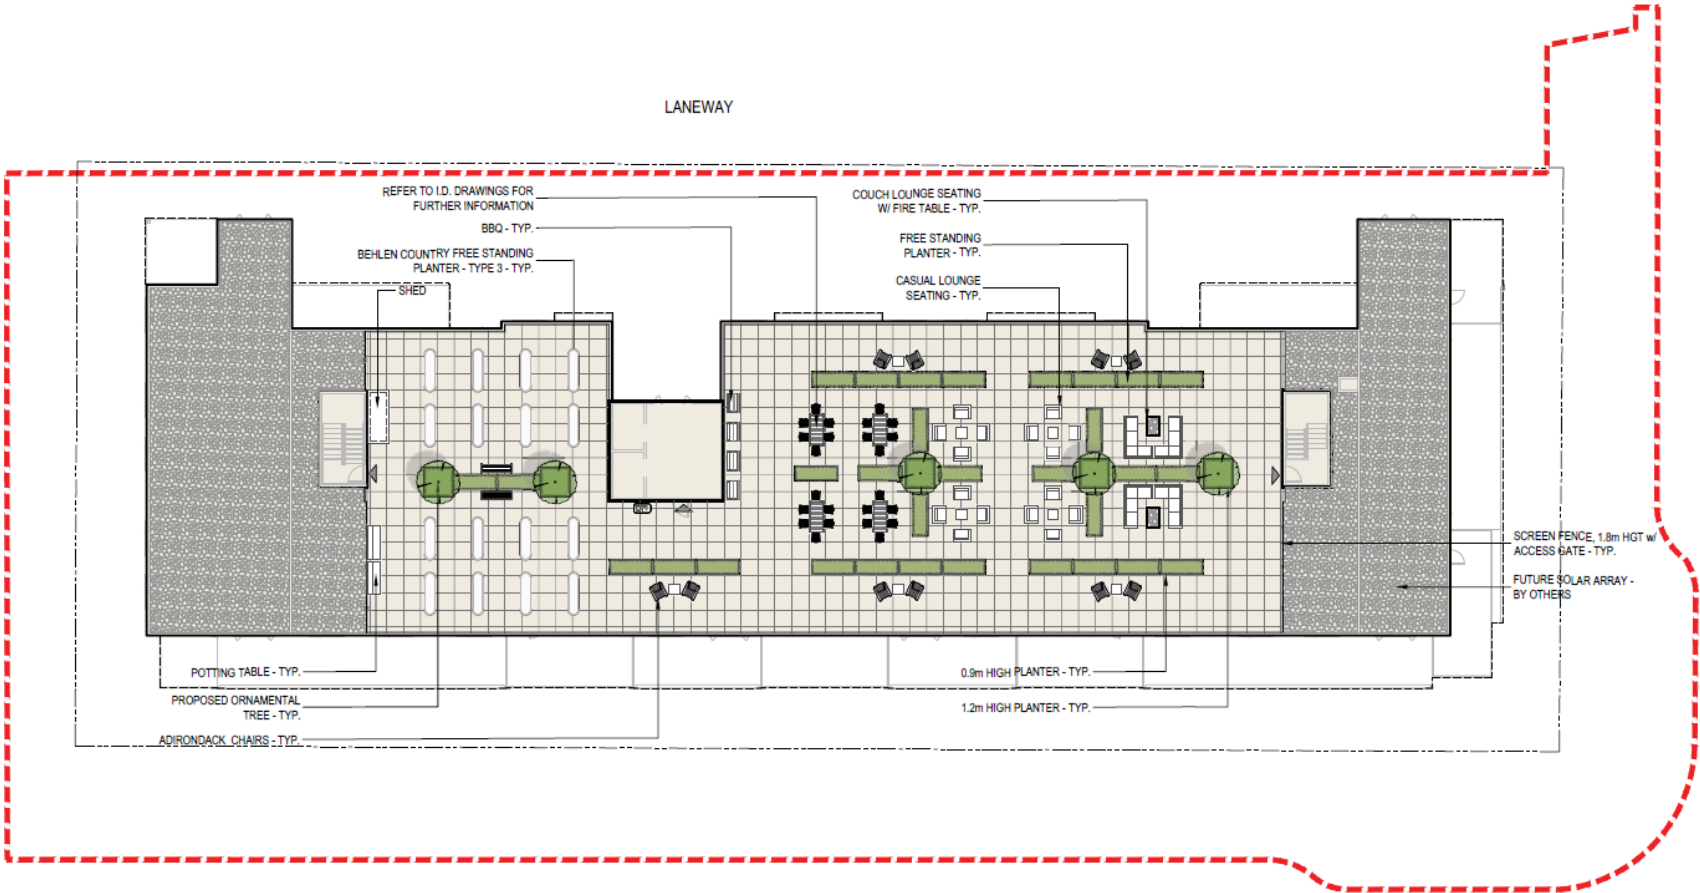 LANEWAY
REFER TO I.D. DRAWINGS FOR
FURTHER INFORMATION
BBQ - TYP.
BEHLEN COUNTRY FREE STANDING
PLANTER - TYPE 3 - TYP.
SHED
COUCH LOUNGE SEATING
W/ FIRE TABLE - TYP.
FREE STANDING
PLANTER - TYP.
CASUAL LOUNGE
SEATING - TYP.
SCREEN FENCE, 1.8m HGT w/
ACCESS GATE - TYP.
FUTURE SOLAR ARRAY -
BY OTHERS
POTTING TABLE - TYP.
PROPOSED ORNAMENTAL
TREE - TYP.
ADIRONDACK CHAIRS - TYP.
0.9m HIGH PLANTER - TYP.
1.2m HIGH PLANTER - TYP.